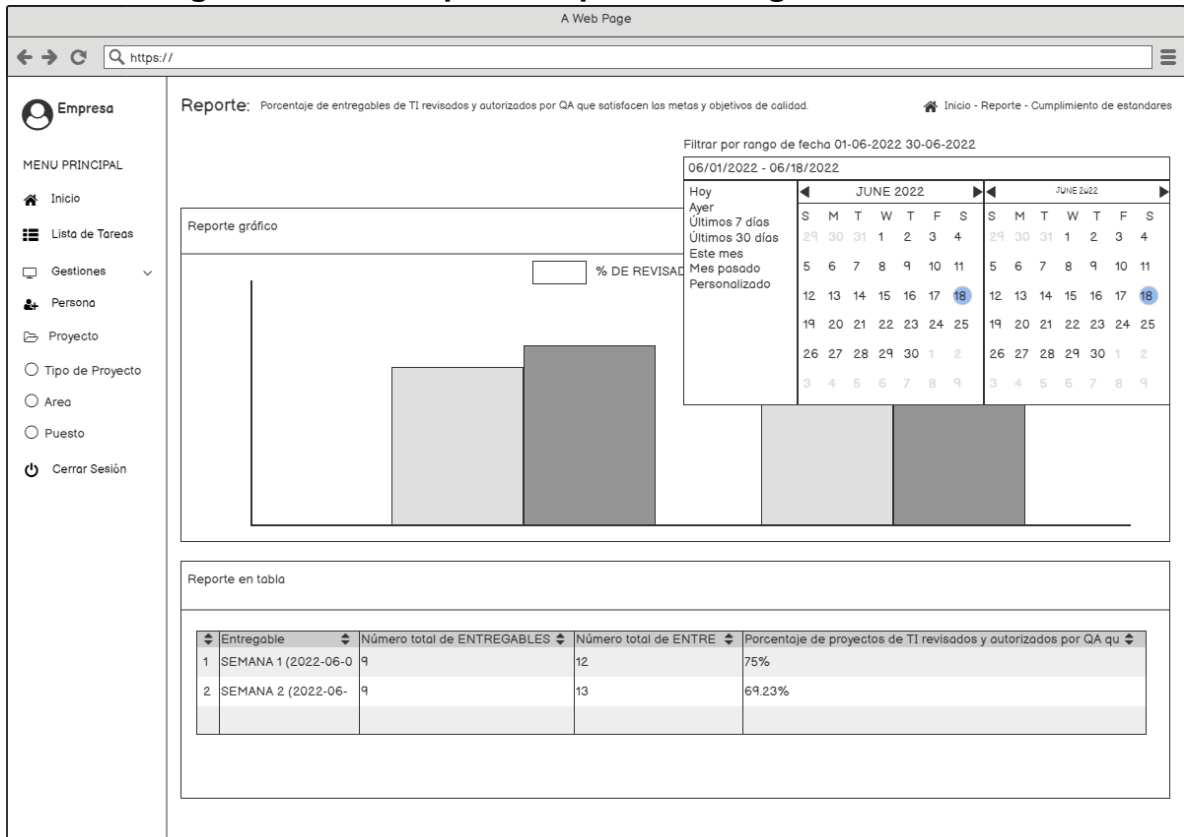 A Web Page
https://
Empresa
MENU PRINCIPAL
Inicio
Lista de Tareas
Gestiones
Persona
Proyecto
Tipo de Proyecto
Area
Puesto
Cerrar Sesión
Reporte: Porcentaje de entregables de TI revisados y autorizados por QA que satisfacen las metas y objetivos de calidad.
Inicio - Reporte - Cumplimiento de estandares
Filtrar por rango de fecha 01-06-2022 30-06-2022
06/01/2022 - 06/18/2022
Hoy
Ayer
Últimos 7 días
Últimos 30 días
Este mes
Mes pasado
Personalizado
JUNE 2022
S M T W T F S
29 30 31 1 2 3 4
5 6 7 8 9 10 11
12 13 14 15 16 17 18
19 20 21 22 23 24 25
26 27 28 29 30 1 2
3 4 5 6 7 8 9
JUNE 2022
S M T W T F S
29 30 31 1 2 3 4
5 6 7 8 9 10 11
12 13 14 15 16 17 18
19 20 21 22 23 24 25
26 27 28 29 30 1 2
3 4 5 6 7 8 9
Reporte gráfico
% DE REVISAD
Reporte en tabla
Entregable Número total de ENTREGABLES Número total de ENTRE Porcentaje de proyectos de TI revisados y autorizados por QA qu
1 SEMANA 1 (2022-06-0 9 12 75%
2 SEMANA 2 (2022-06- 9 13 69.23%